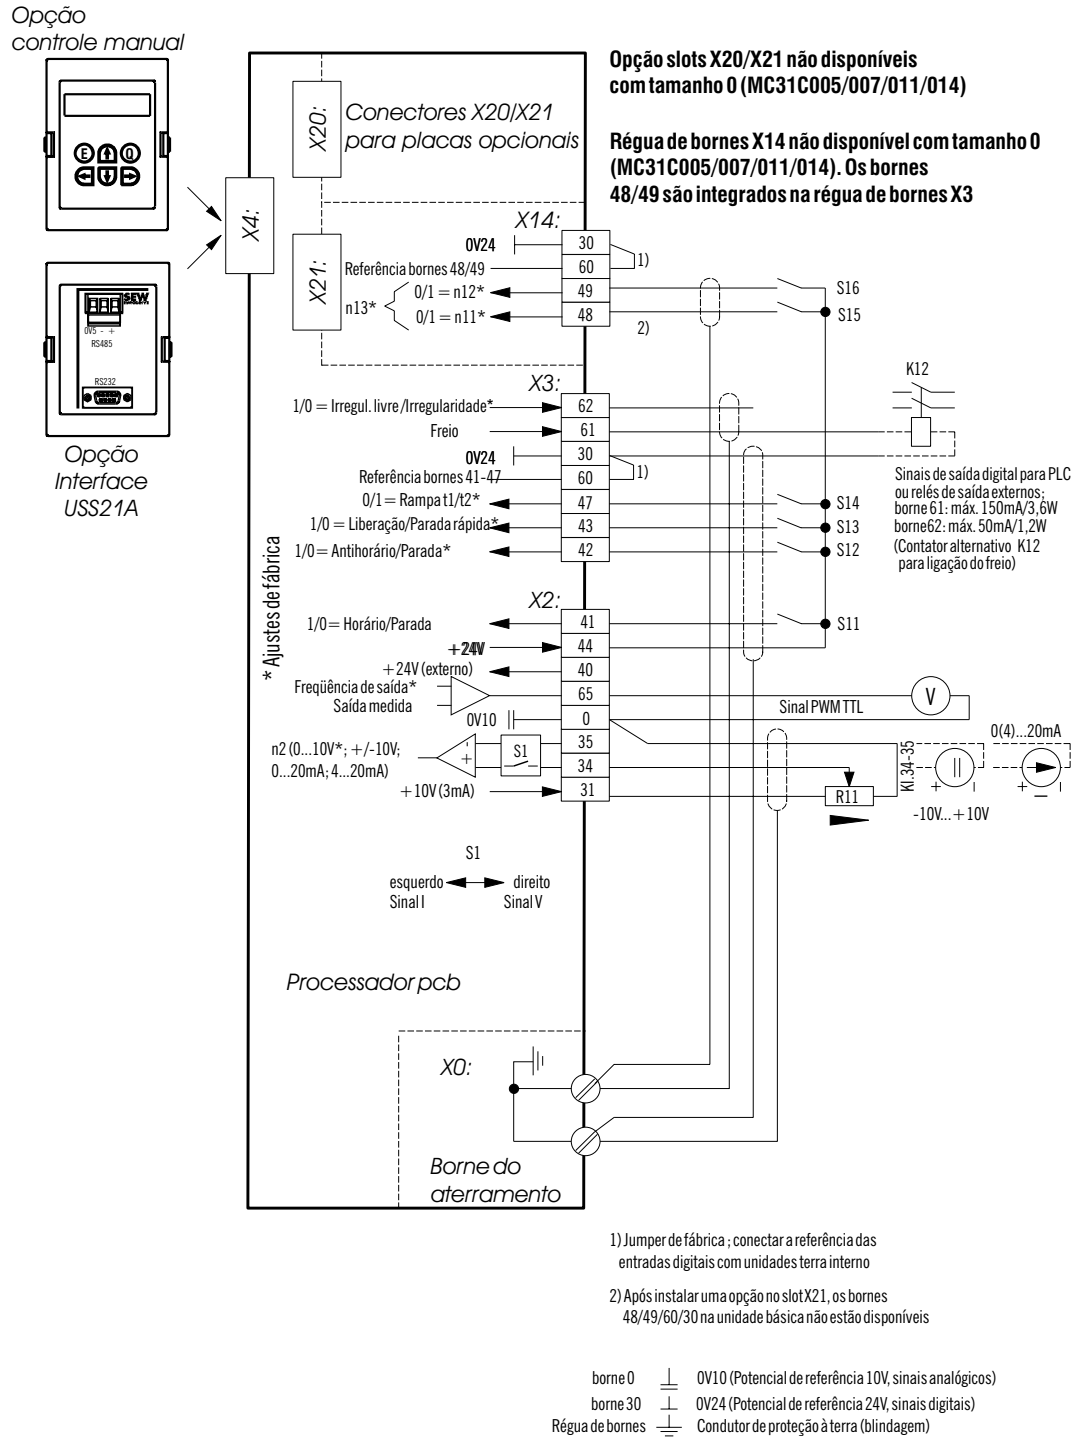 Opção
controle manual
E
Q
SEW
0V5 - +
RS485
RS232
Opção
Interface
USS21A
X4:
X20:
Conectores X20/X21
para placas opcionais
X21:
* Ajustes de fábrica
Opção slots X20/X21 não disponíveis
com tamanho 0 (MC31C005/007/011/014)
Régua de bornes X14 não disponível com tamanho 0
(MC31C005/007/011/014). Os bornes
48/49 são integrados na régua de bornes X3
X14:
0V24 30
1)
Referência bornes 48/49 60
n13*
0/1 = n12* 49 S16
0/1 = n11* 48 S15
2)
X3:
K12
1/0 = Irregul. livre /Irregularidade* 62
Freio 61
0V24 30
1)
Referência bornes 41-47 60
0/1 = Rampa t1/t2* 47 S14
1/0 = Liberação/Parada rápida* 43 S13
1/0 = Antihorário/Parada* 42 S12
Sinais de saída digital para PLC
ou relés de saída externos;
borne 61: máx. 150mA/3,6W
borne62: máx. 50mA/1,2W
(Contator alternativo K12
para ligação do freio)
X2:
1/0 = Horário/Parada 41 S11
+24V 44
+24V (externo) 40
Freqüência de saída*
Saída medida
65
Sinal PWM TTL
V
0V10 0
35
n2 (0...10V*; +/-10V;
0...20mA; 4...20mA)
S1
34
+10V (3mA) 31
R11
Kl.34-35
0(4)...20mA
+ -
+ -
-10V...+10V
S1
esquerdo direito
Sinal I Sinal V
Processador pcb
X0:
Borne do
aterramento
1) Jumper de fábrica ; conectar a referência das
entradas digitais com unidades terra interno
2) Após instalar uma opção no slot X21, os bornes
48/49/60/30 na unidade básica não estão disponíveis
borne 0 0V10 (Potencial de referência 10V, sinais analógicos)
borne 30 0V24 (Potencial de referência 24V, sinais digitais)
Régua de bornes Condutor de proteção à terra (blindagem)